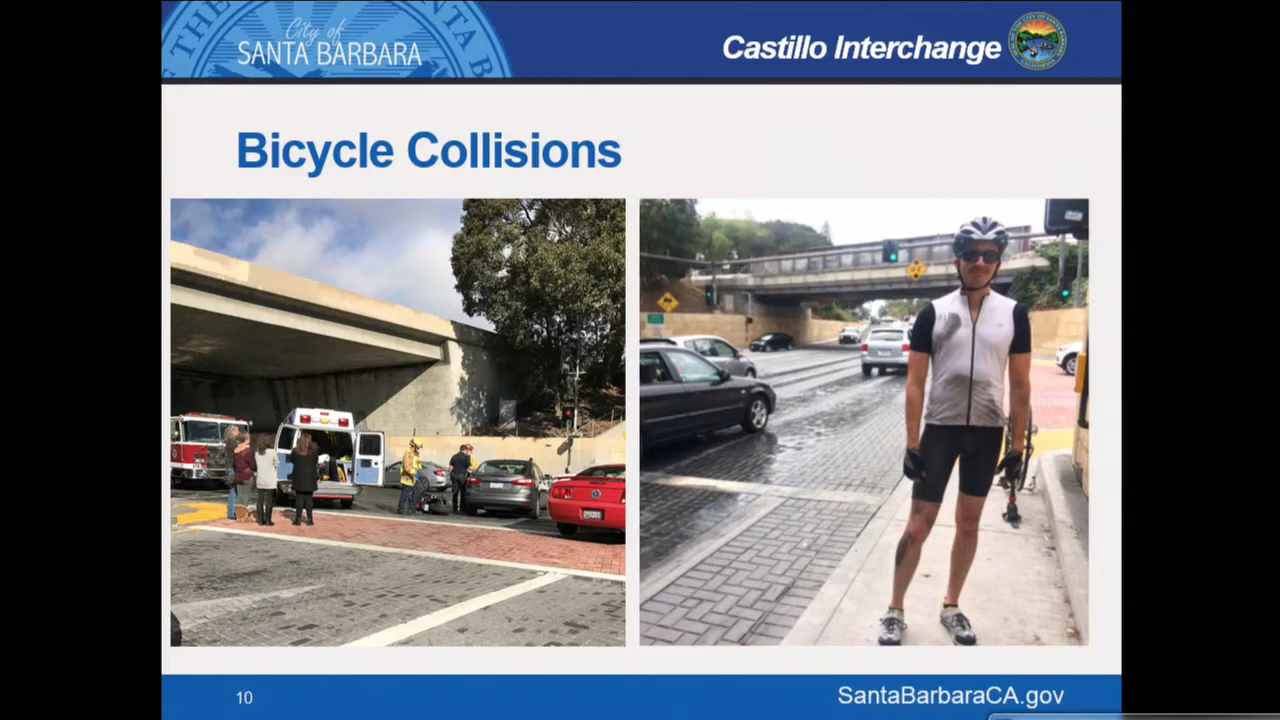 City of
SANTA BARBARA
Castillo Interchange
Bicycle Collisions
10
SantaBarbaraCA.gov